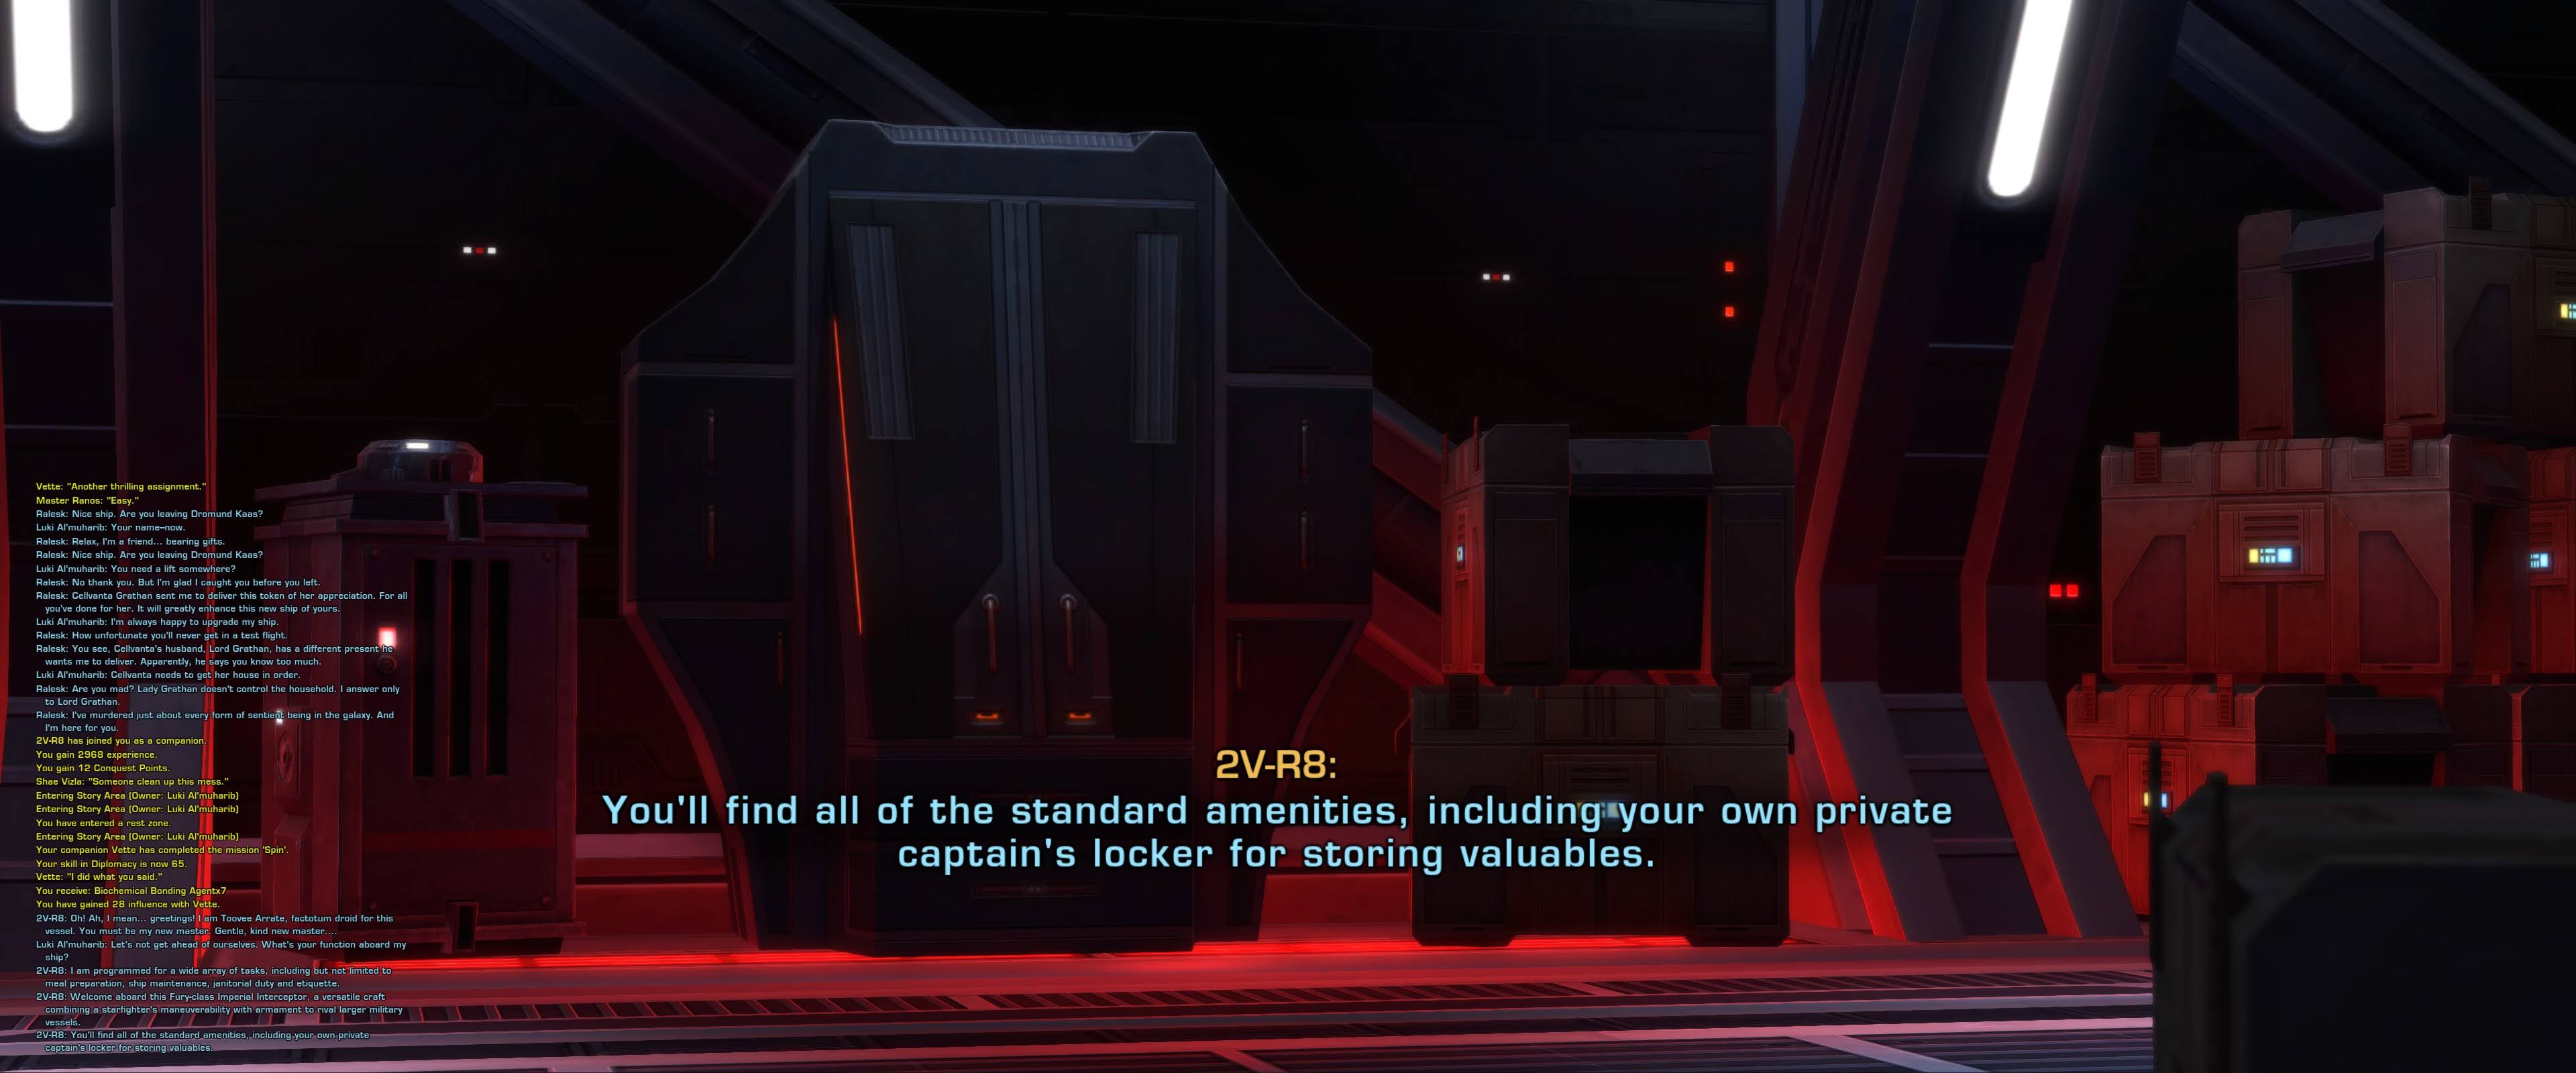 Vette: "Another thrilling assignment."
Master Ranos: "Easy."
Ralesk: Nice ship. Are you leaving Dromund Kaas?
Luki Al'muharib: Your name—now.
Ralesk: Relax, I'm a friend... bearing gifts.
Ralesk: Nice ship. Are you leaving Dromund Kaas?
Luki Al'muharib: You need a lift somewhere?
Ralesk: No thank you. But I'm glad I caught you before you left.
Ralesk: Cellvanta Grathan sent me to deliver this token of her appreciation. For all
you've done for her. It will greatly enhance this new ship of yours.
Luki Al'muharib: I'm always happy to upgrade my ship.
Ralesk: How unfortunate you'll never get in a test flight.
Ralesk: You see, Cellvanta's husband, Lord Grathan, has a different present he
wants me to deliver. Apparently, he says you know too much.
Luki Al'muharib: Cellvanta needs to get her house in order.
Ralesk: Are you mad? Lady Grathan doesn't control the household. I answer only
to Lord Grathan.
Ralesk: I've murdered just about every form of sentient being in the galaxy. And
I'm here for you.
2V-R8 has joined you as a companion.
You gain 2968 experience.
You gain 12 Conquest Points.
Shae Vizla: "Someone clean up this mess."
Entering Story Area (Owner: Luki Al'muharib)
Entering Story Area (Owner: Luki Al'muharib)
You have entered a rest zone.
Entering Story Area (Owner: Luki Al'muharib)
Your companion Vette has completed the mission 'Spin'.
Your skill in Diplomacy is now 65.
Vette: "I did what you said."
You receive: Biochemical Bonding Agentx7
You have gained 28 influence with Vette.
2V-R8: Oh! Ah, I mean... greetings! I am Toovee Arrate, factotum droid for this
vessel. You must be my new master. Gentle, kind new master....
Luki Al'muharib: Let's not get ahead of ourselves. What's your function aboard my
ship?
2V-R8: I am programmed for a wide array of tasks, including but not limited to
meal preparation, ship maintenance, janitorial duty and etiquette.
2V-R8: Welcome aboard this Fury-class Imperial Interceptor, a versatile craft
combining a starfighter's maneuverability with armament to rival larger military
vessels.
2V-R8: You'll find all of the standard amenities, including your own private
captain's locker for storing valuables.
2V-R8:
You'll find all of the standard amenities, including your own private
captain's locker for storing valuables.